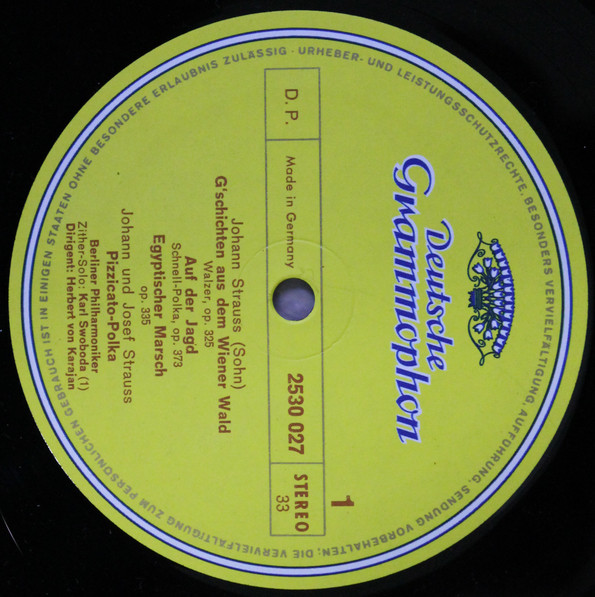 Deutsche
Grammophon
D. P.
Made in Germany
2530 027
STEREO
33
1
Johann Strauss (Sohn)
G'schichten aus dem Wiener Wald
Walzer, op. 325
Auf der Jagd
Schnell-Polka, op. 373
Egyptischer Marsch
op. 335
Johann und Josef Strauss
Pizzicato-Polka
Berliner Philharmoniker
Zither-Solo: Karl Swoboda (1)
Dirigent: Herbert von Karajan
URHEBER- UND LEISTUNGSSCHUTZRECHTE, BESONDERS VERVIELFÄLTIGUNG, AUFFÜHRUNG, SENDUNG VORBEHALTEN; DIE VERVIELFÄLTIGUNG ZUM PERSÖNLICHEN GEBRAUCH IST IN EINIGEN STAATEN OHNE BESONDERE ERLAUBNIS ZULÄSSIG ·